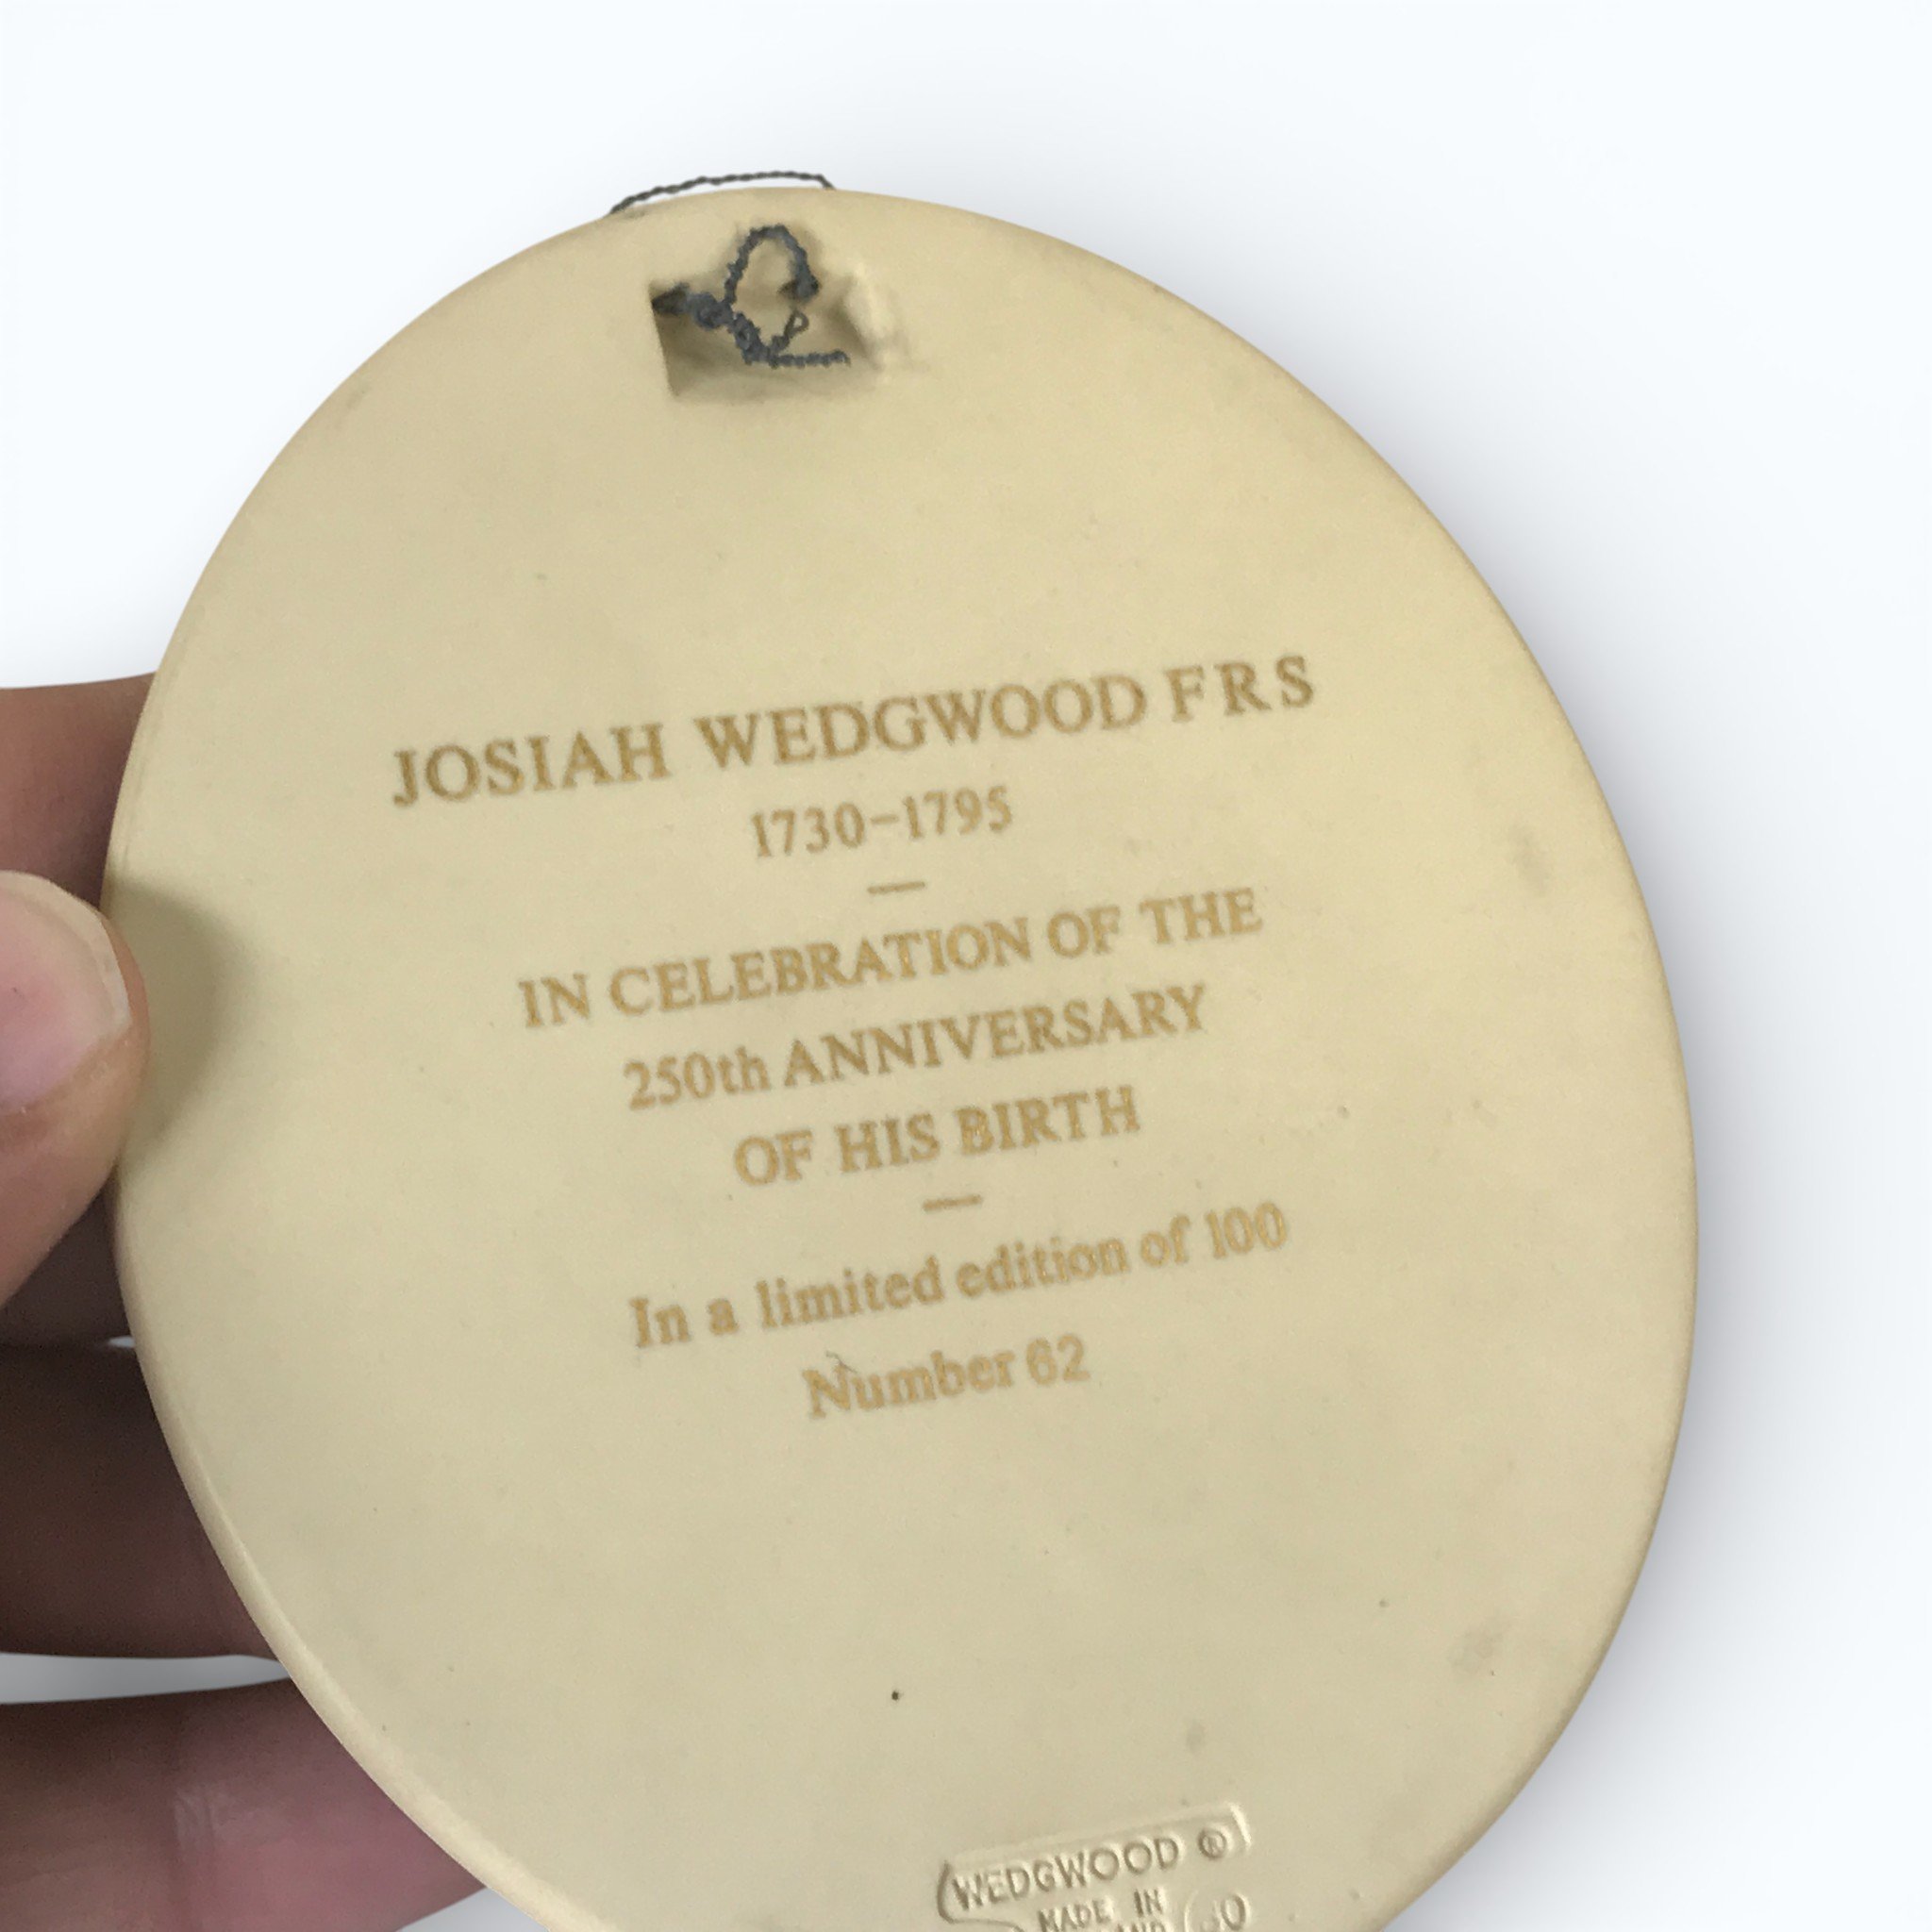 JOSIAH WEDGWOOD FRS
1730–1795
IN CELEBRATION OF THE
250th ANNIVERSARY
OF HIS BIRTH
In a limited edition of 100
Number 62
WEDGWOOD ®
MADE IN